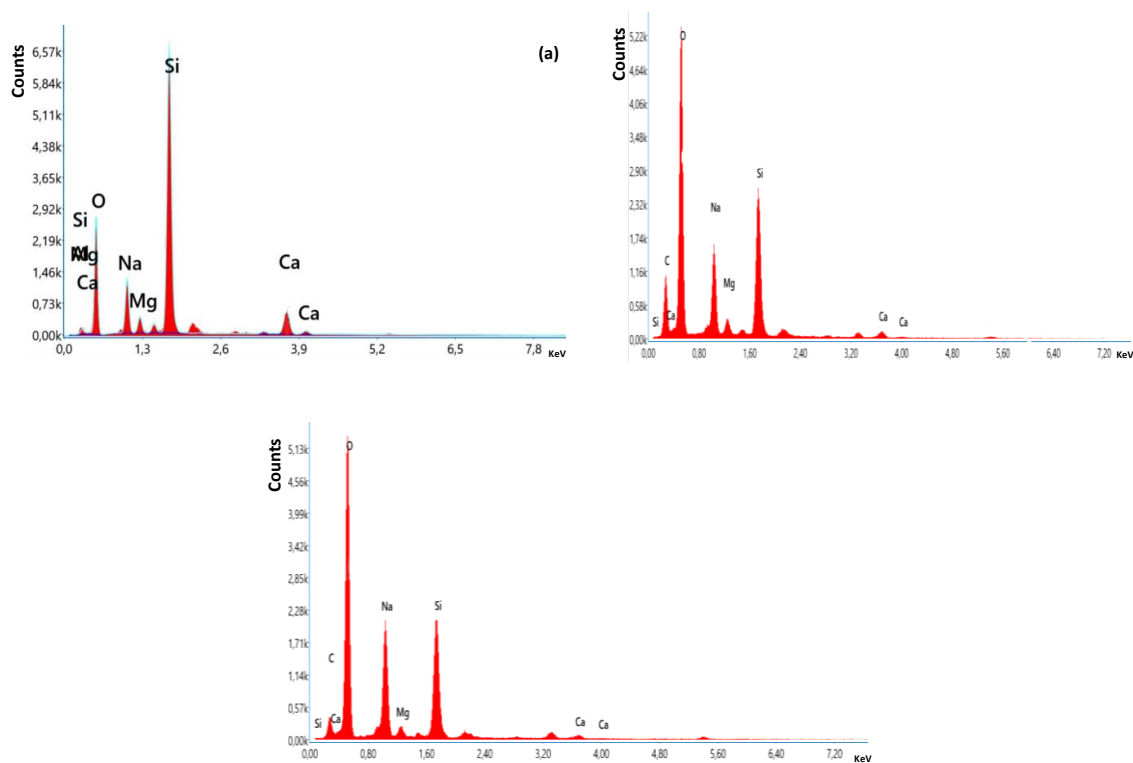 Counts
(a)
6,57k
5,84k
5,11k
4,38k
3,65k
2,92k
2,19k
1,46k
0,73k
0,00k
Si
O
Si
Mg
Ca
Na
Mg
Ca
Ca
0,0 1,3 2,6 3,9 5,2 6,5 7,8 KeV
Counts
5,22k
4,64k
4,06k
3,48k
2,90k
2,32k
1,74k
1,16k
0,58k
0,00k
O
Si
Na
C
Mg
Si
Ca
Ca
Ca
0,00 0,80 1,60 2,40 3,20 4,00 4,80 5,60 6,40 7,20 KeV
Counts
5,13k
4,56k
3,99k
3,42k
2,85k
2,28k
1,71k
1,14k
0,57k
0,00k
O
Na
Si
C
Si
Ca
Mg
Ca
Ca
0,00 0,80 1,60 2,40 3,20 4,00 4,80 5,60 6,40 7,20 KeV